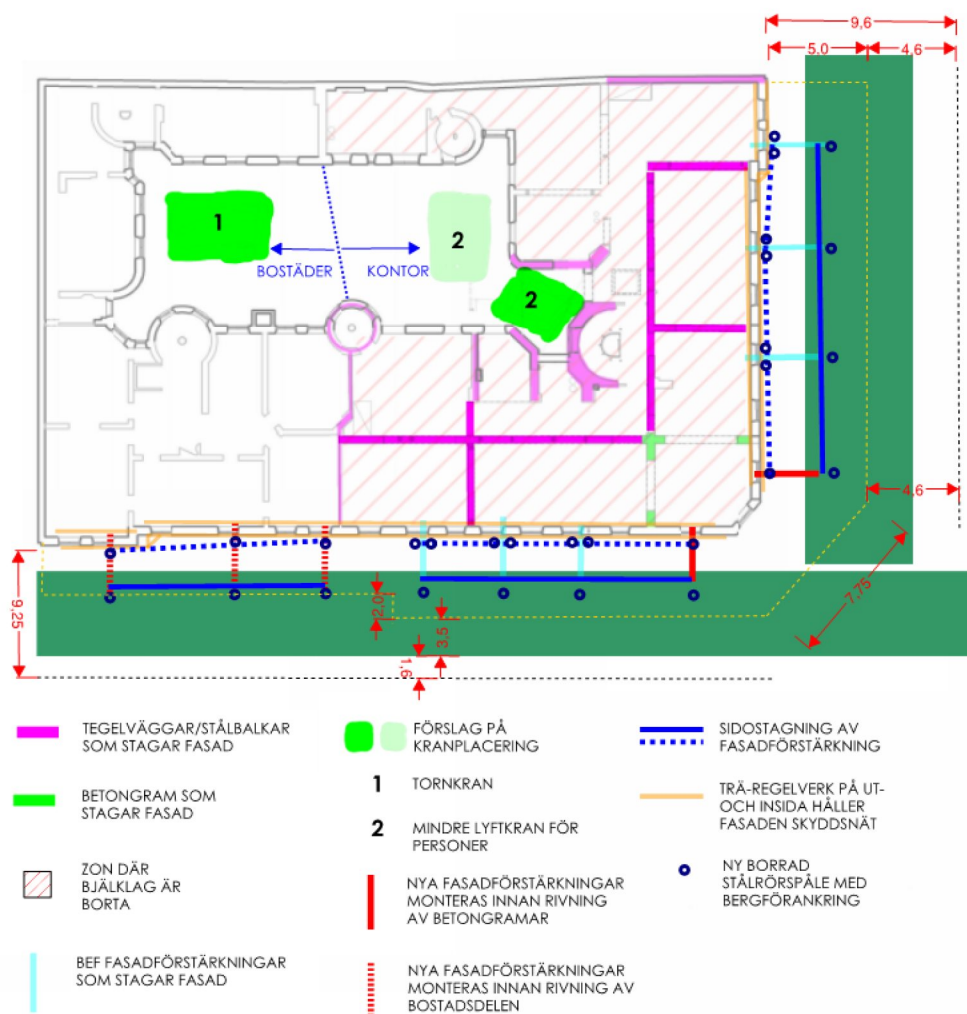 9,6
5,0
4,6
1
2
BOSTÄDER
KONTOR
2
4,6
9,25
2,0
3,5
7,75
1,6
TEGELVÄGGAR/STÅLBALKAR
SOM STAGAR FASAD
BETONGRAM SOM
STAGAR FASAD
ZON DÄR
BJÄLKLAG ÄR
BORTA
BEF FASADFÖRSTÄRKNINGAR
SOM STAGAR FASAD
FÖRSLAG PÅ
KRANPLACERING
1
TORNKRAN
2
MINDRE LYFTKRAN FÖR
PERSONER
NYA FASADFÖRSTÄRKNINGAR
MONTERAS INNAN RIVNING
AV BETONGRAMAR
NYA FASADFÖRSTÄRKNINGAR
MONTERAS INNAN RIVNING AV
BOSTADSDELEN
SIDOSTAGNING AV
FASADFÖRSTÄRKNING
TRÄ-REGELVERK PÅ UT-
OCH INSIDA HÅLLER
FASADEN SKYDDSNÄT
NY BORRAD
STÅLRÖRSPÅLE MED
BERGFÖRANKRING